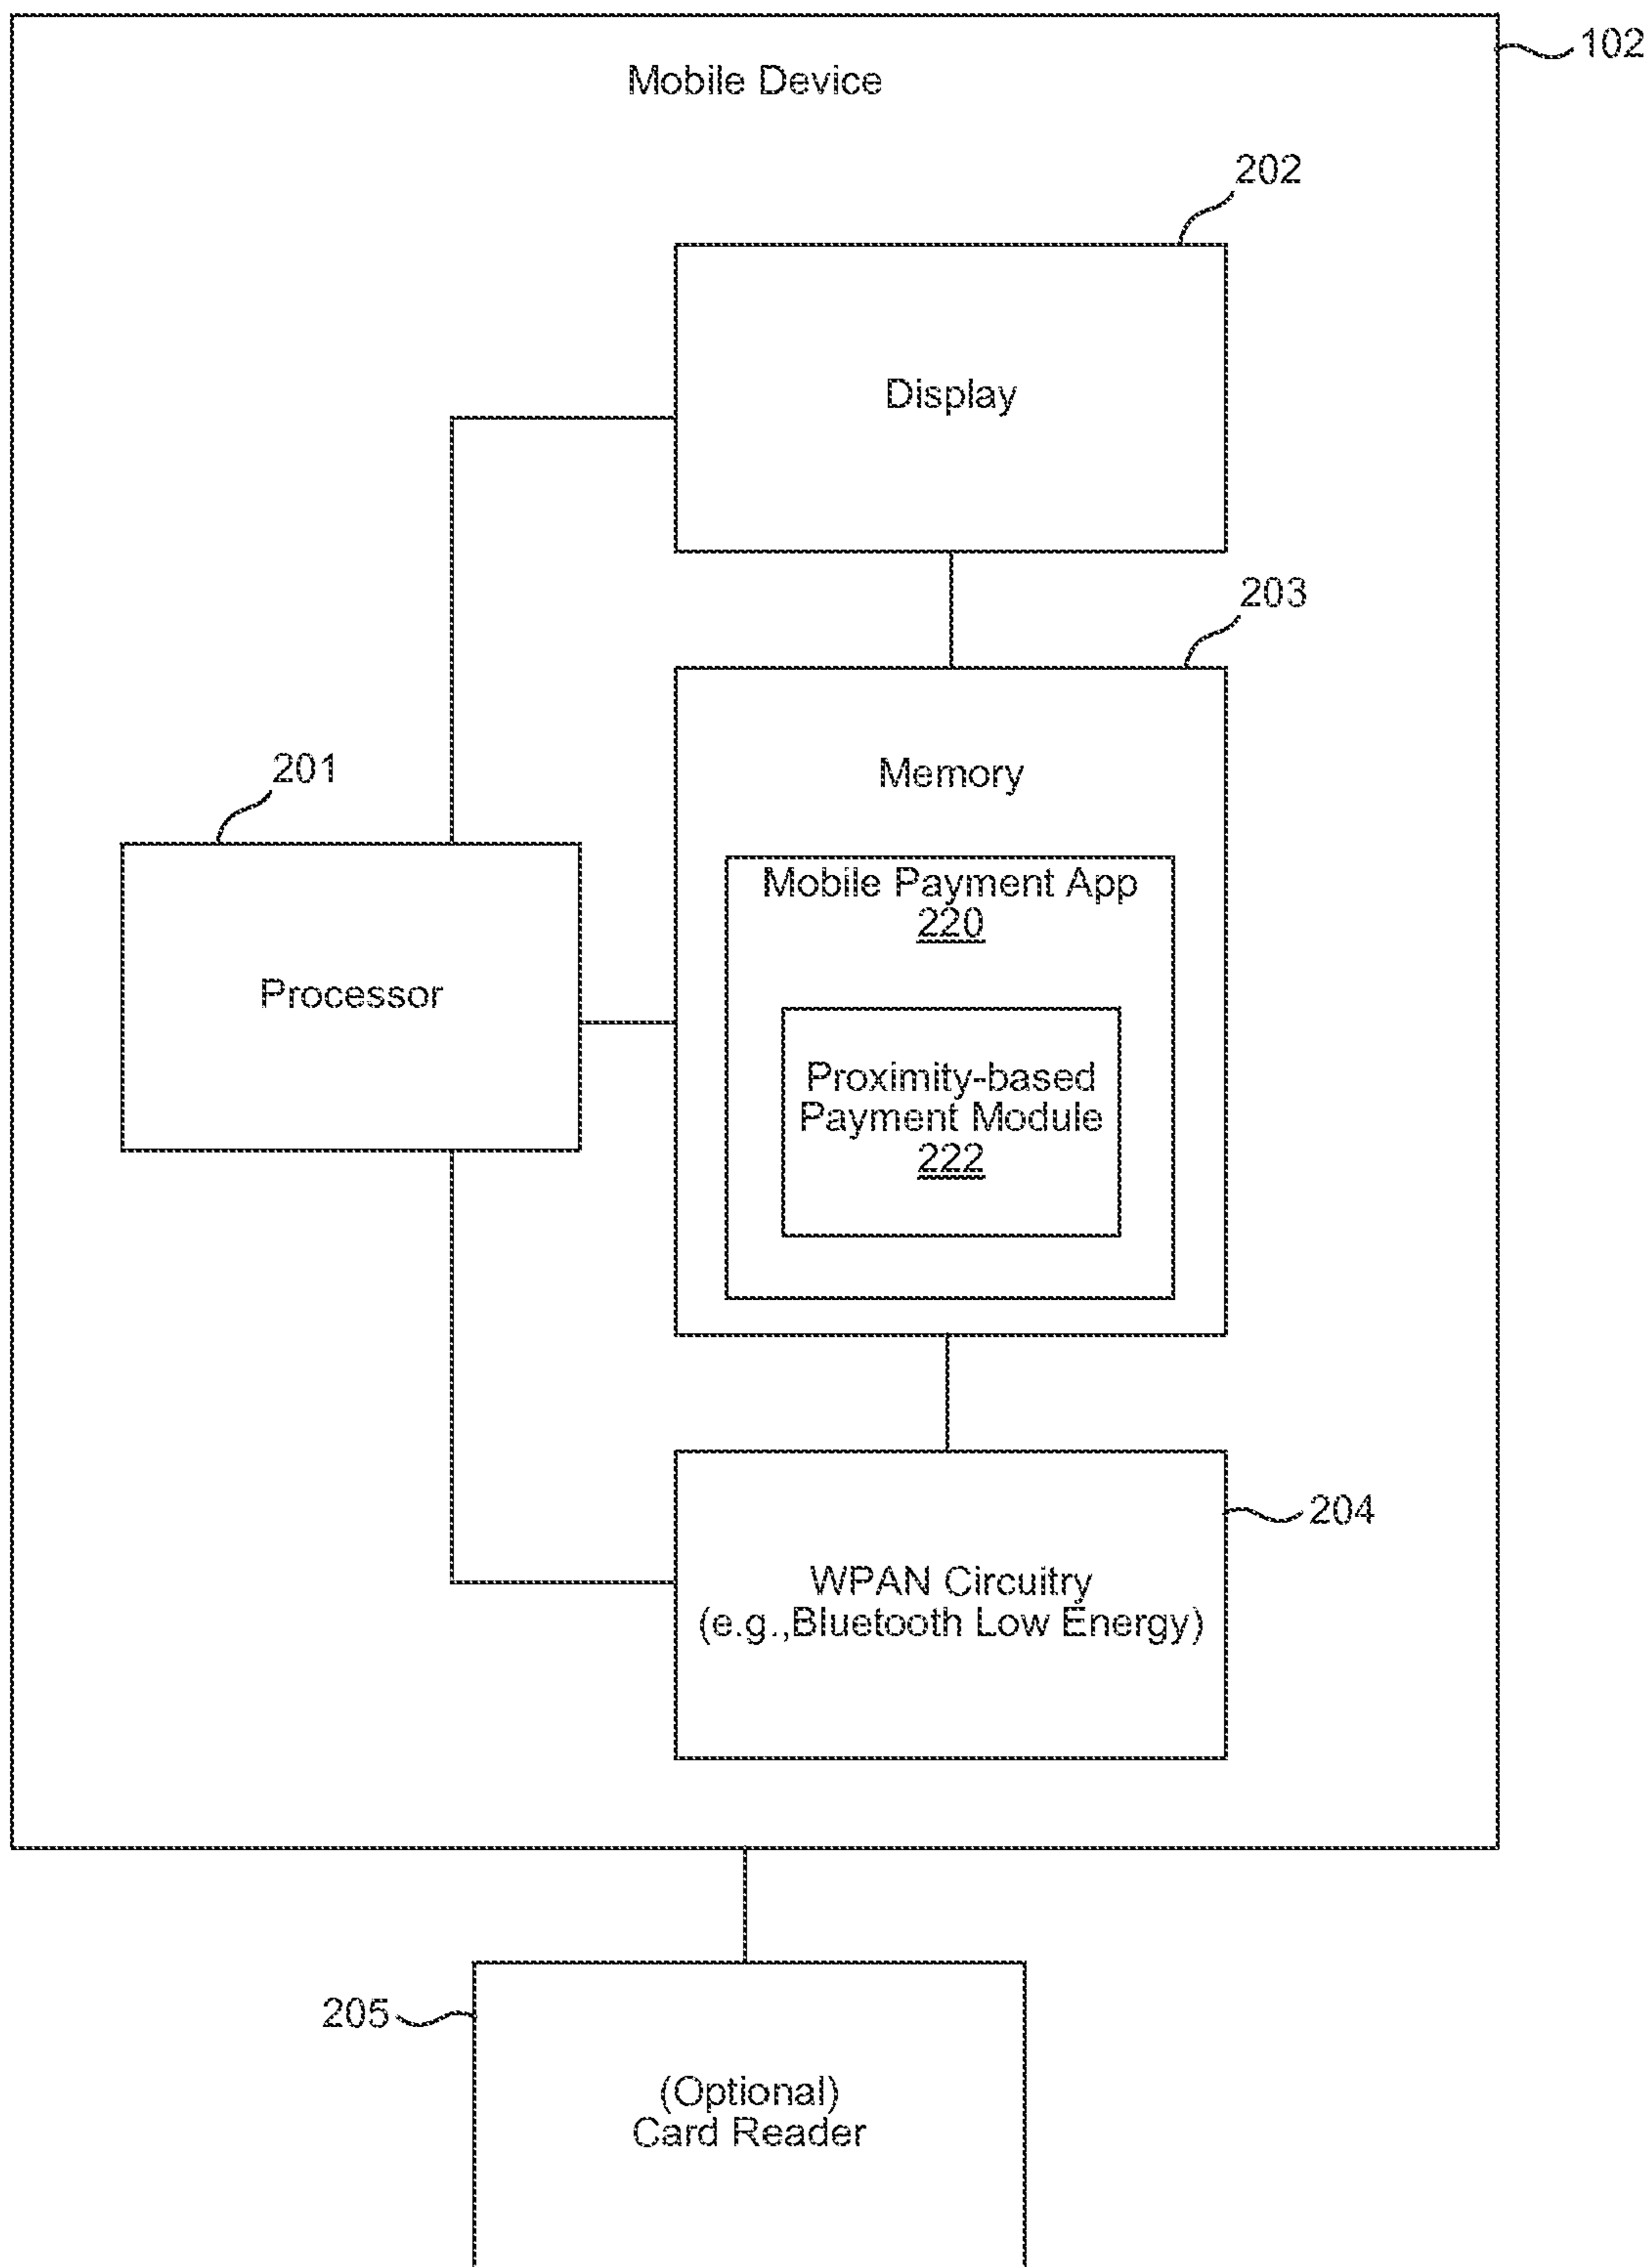 102
Mobile Device
202
Display
203
Memory
201
Mobile Payment App
220
Processor
Proximity-based
Payment Module
222
204
WPAN Circuitry
(e.g.,Bluetooth Low Energy)
205
(Optional)
Card Reader